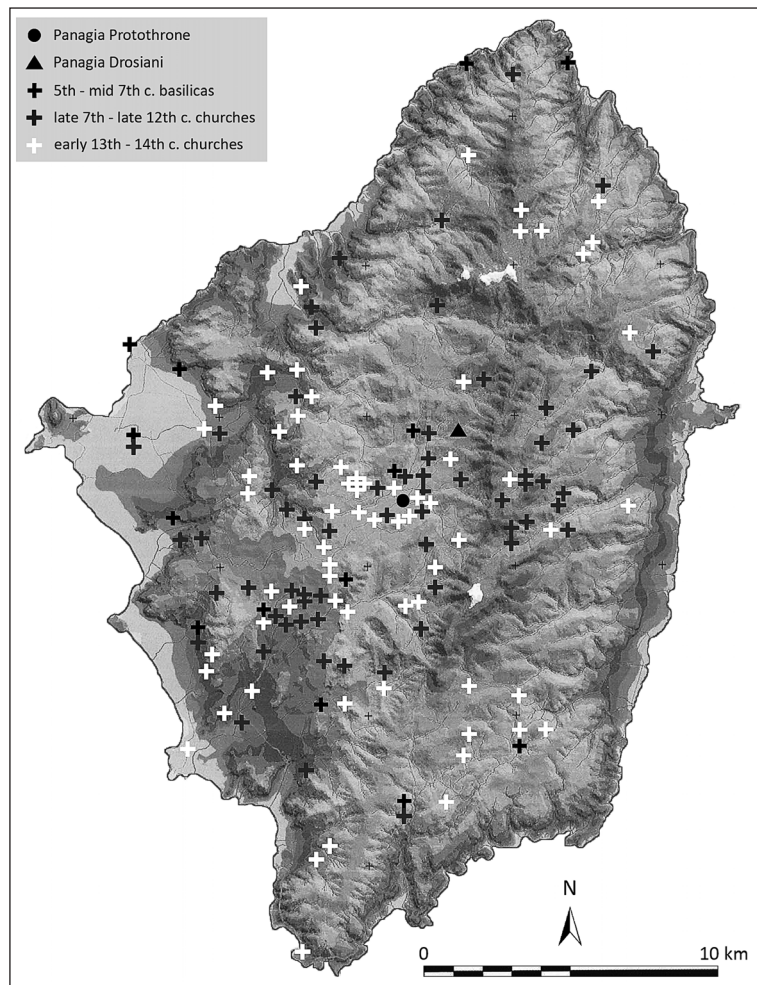 Panagia Protothrone
Panagia Drosiani
5th - mid 7th c. basilicas
late 7th - late 12th c. churches
early 13th - 14th c. churches
N
0 10 km